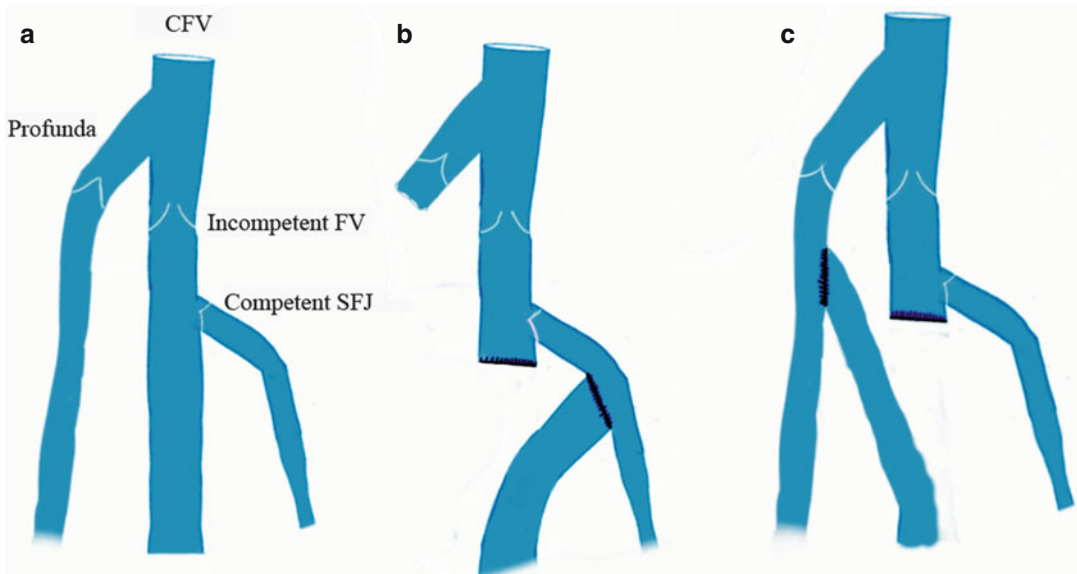 a
CFV
b
c
Profunda
Incompetent FV
Competent SFJ